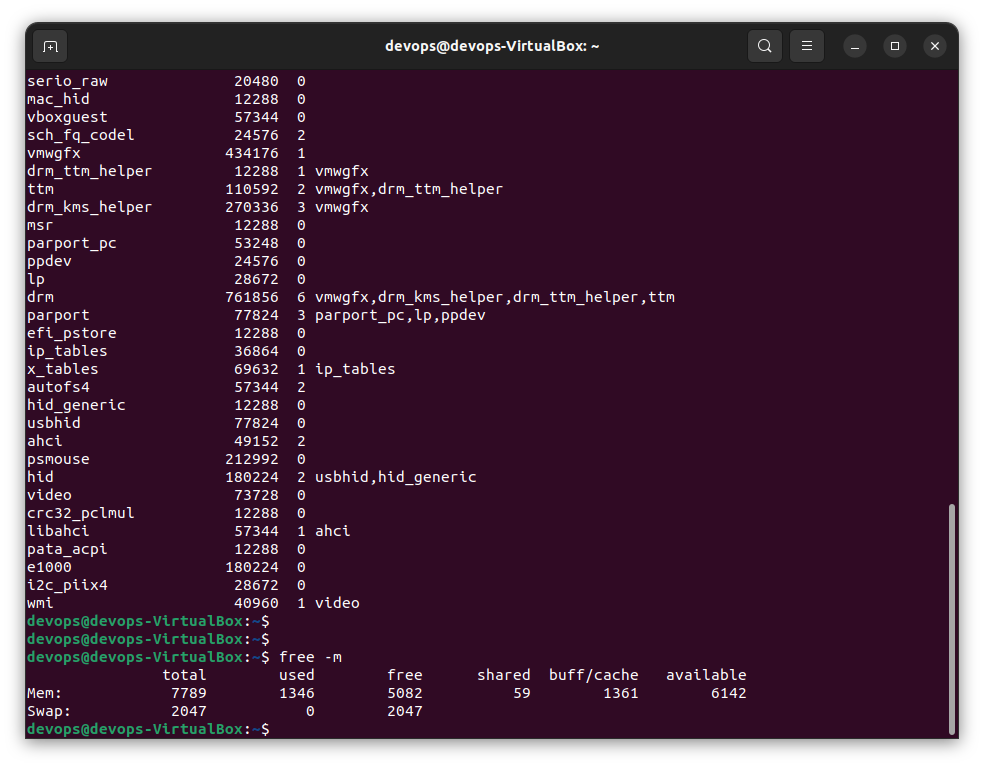 devops@devops-VirtualBox: ~
serio_raw              20480  0
mac_hid                12288  0
vboxguest              57344  0
sch_fq_codel           24576  2
vmwgfx                434176  1
drm_ttm_helper         12288  1 vmwgfx
ttm                   110592  2 vmwgfx,drm_ttm_helper
drm_kms_helper        270336  3 vmwgfx
msr                    12288  0
parport_pc             53248  0
ppdev                  24576  0
lp                     28672  0
drm                   761856  6 vmwgfx,drm_kms_helper,drm_ttm_helper,ttm
parport                77824  3 parport_pc,lp,ppdev
efi_pstore             12288  0
ip_tables              36864  0
x_tables               69632  1 ip_tables
autofs4                57344  2
hid_generic            12288  0
usbhid                 77824  0
ahci                   49152  2
psmouse               212992  0
hid                   180224  2 usbhid,hid_generic
video                  73728  0
crc32_pclmul           12288  0
libahci                57344  1 ahci
pata_acpi              12288  0
e1000                 180224  0
i2c_piix4              28672  0
wmi                    40960  1 video
devops@devops-VirtualBox:~$
devops@devops-VirtualBox:~$
devops@devops-VirtualBox:~$ free -m
               total        used        free      shared  buff/cache   available
Mem:            7789        1346        5082          59        1361        6142
Swap:           2047           0        2047
devops@devops-VirtualBox:~$